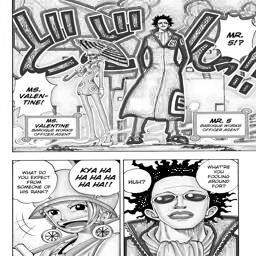 MR.
5!?
MS.
VALEN-
TINE!
MS.
VALENTINE
BAROQUE WORKS
OFFICER AGENT
MR. 5
BAROQUE WORKS
OFFICER AGENT
WHAT DO YOU
EXPECT FROM
SOMEONE OF
HIS RANK?
KYA HA
HA HA HA
HA HA!!
HUH?
WHAT'RE
YOU
FOOLING
AROUND
FOR?